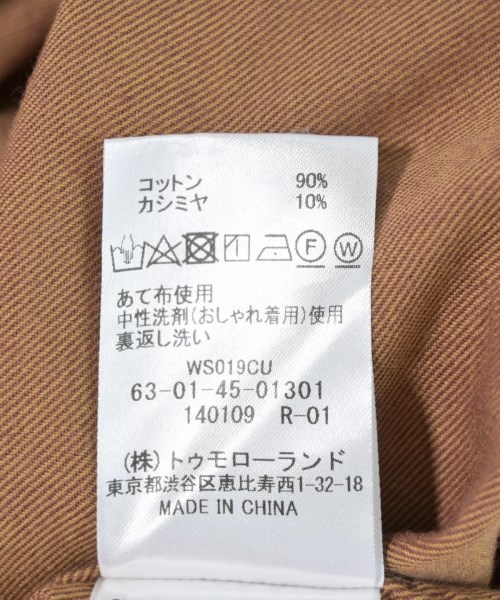 コットン 90%
カシミヤ 10%
F W
あて布使用
中性洗剤(おしゃれ着用)使用
裏返し洗い
WS019CU
63-01-45-01301
140109 R-01
(株)トゥモローランド
東京都渋谷区恵比寿西1-32-18
MADE IN CHINA